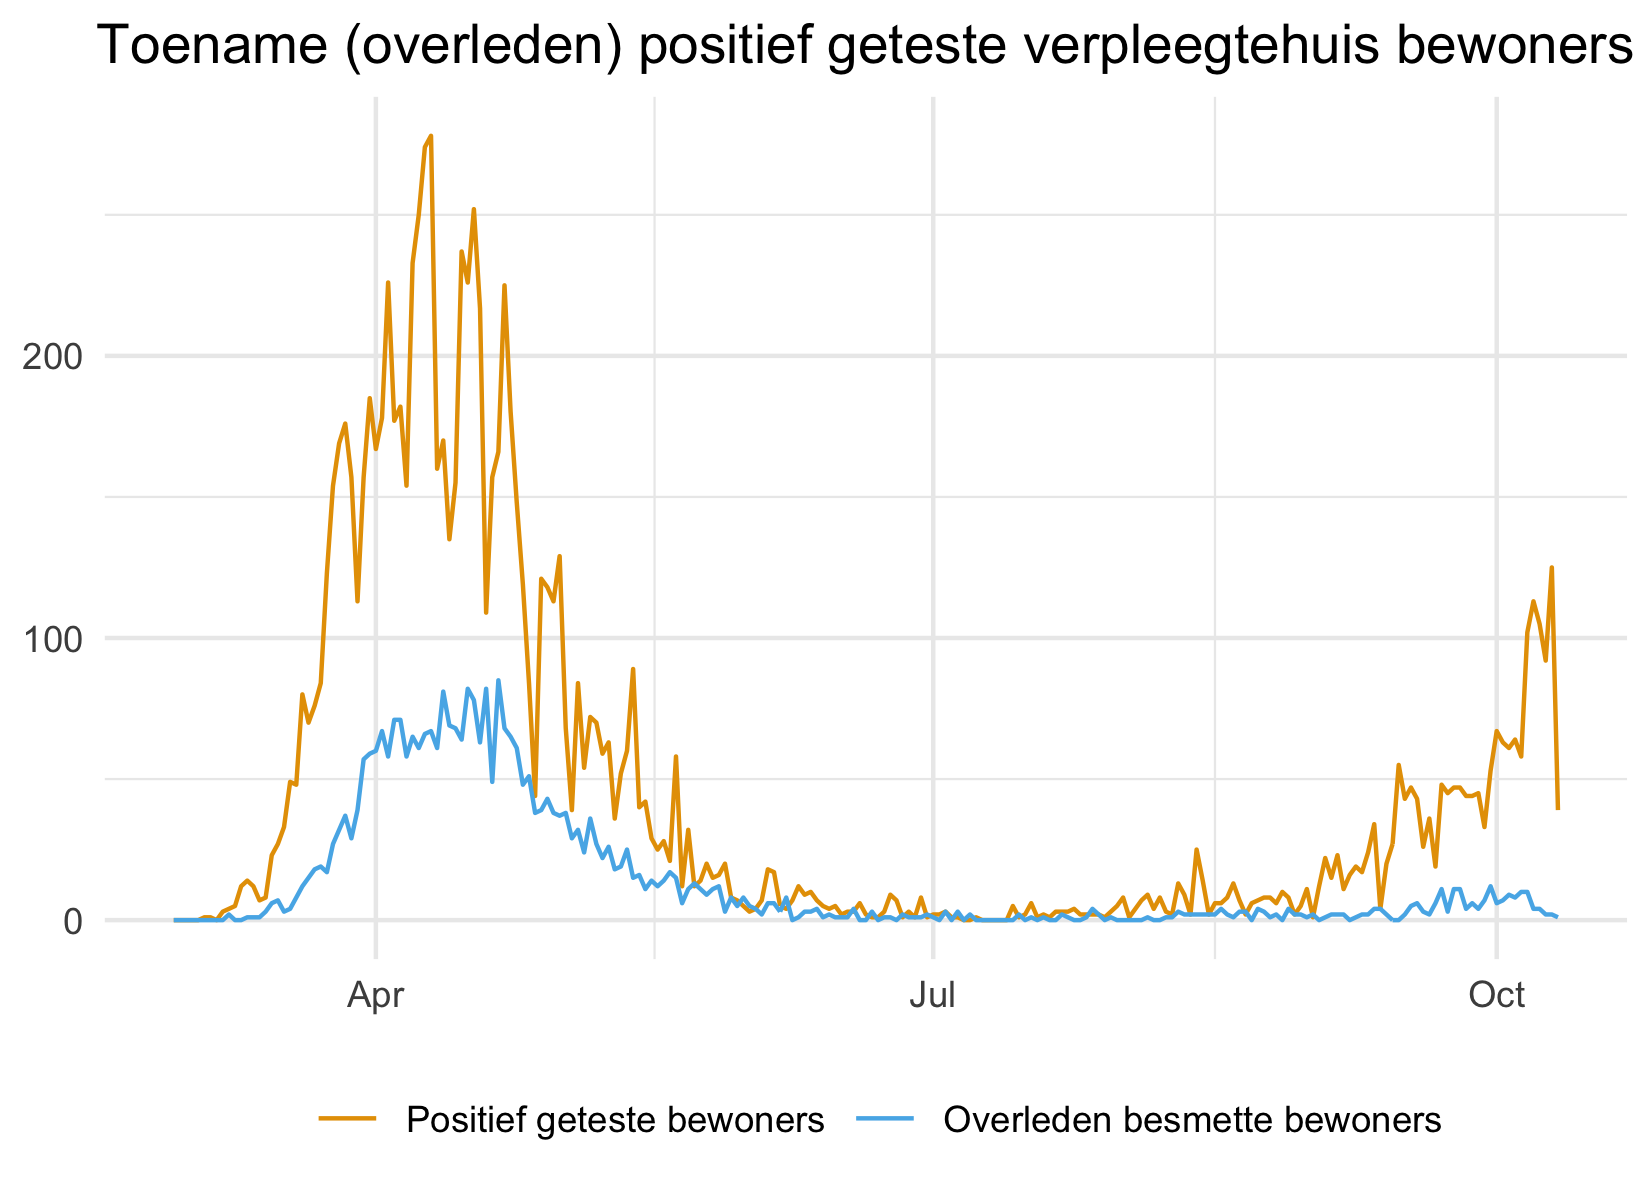 Toename (overleden) positief geteste verpleegtehuis bewoners
200
100
0
Apr Jul Oct
Positief geteste bewoners Overleden besmette bewoners